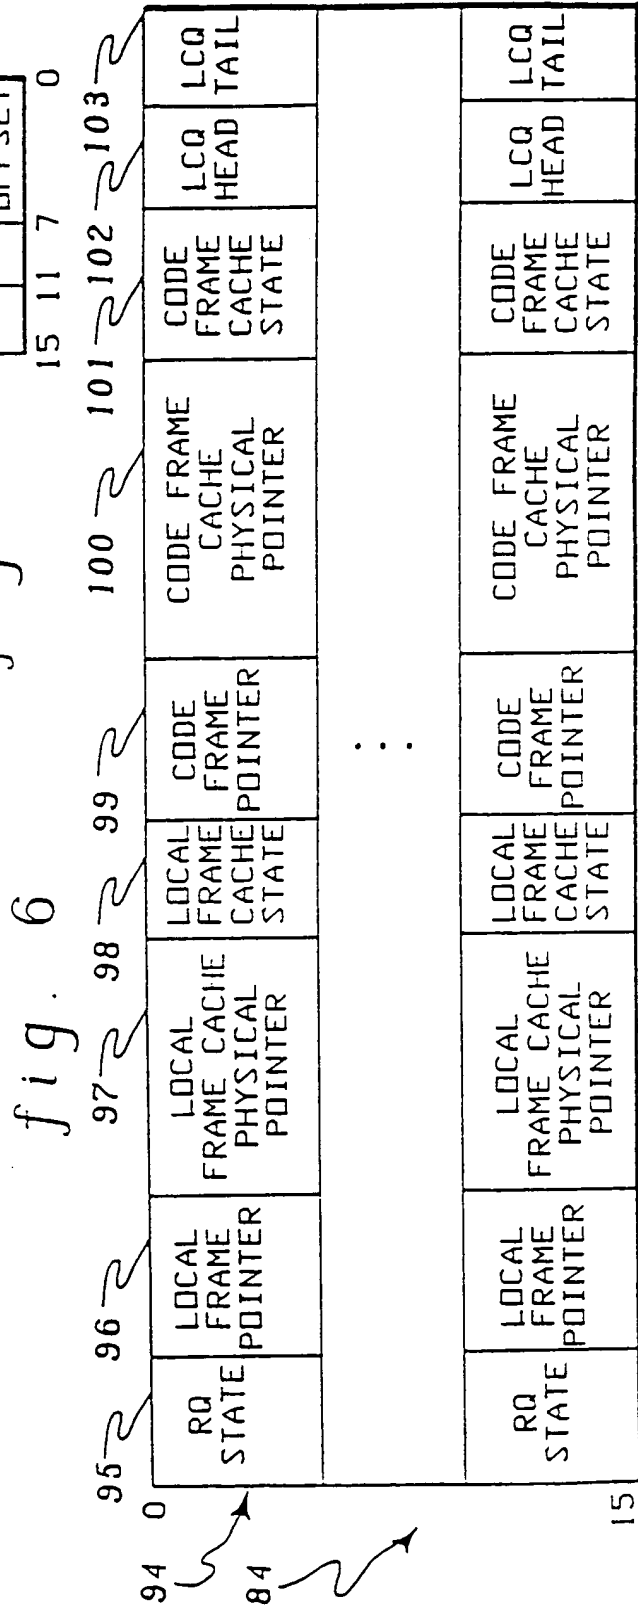 OFFSET
15 11 7 0
fig. 6
95 96 97 98 99 100 101 102 103
94
84
0
RQ
STATE
LOCAL
FRAME
POINTER
LOCAL
FRAME CACHE
PHYSICAL
POINTER
LOCAL
FRAME
CACHE
STATE
CODE
FRAME
POINTER
CODE FRAME
CACHE
PHYSICAL
POINTER
CODE
FRAME
CACHE
STATE
LCQ
HEAD
LCQ
TAIL
...
15
RQ
STATE
LOCAL
FRAME
POINTER
LOCAL
FRAME CACHE
PHYSICAL
POINTER
LOCAL
FRAME
CACHE
STATE
CODE
FRAME
POINTER
CODE FRAME
CACHE
PHYSICAL
POINTER
CODE
FRAME
CACHE
STATE
LCQ
HEAD
LCQ
TAIL